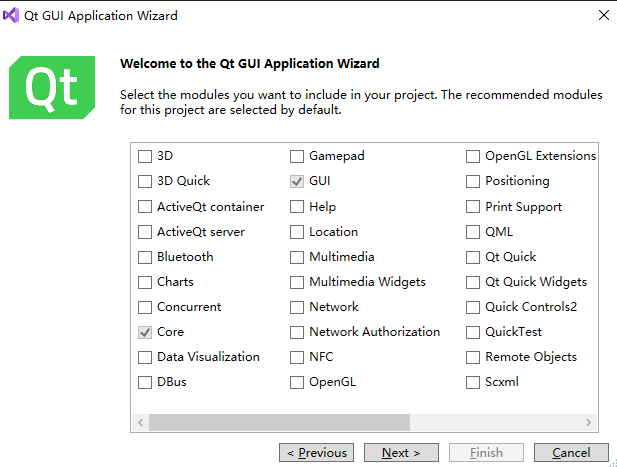 Qt GUI Application Wizard
Qt
Welcome to the Qt GUI Application Wizard
Select the modules you want to include in your project. The recommended modules
for this project are selected by default.
3D
3D Quick
ActiveQt container
ActiveQt server
Bluetooth
Charts
Concurrent
Core
Data Visualization
DBus
Gamepad
GUI
Help
Location
Multimedia
Multimedia Widgets
Network
Network Authorization
NFC
OpenGL
OpenGL Extensions
Positioning
Print Support
QML
Qt Quick
Qt Quick Widgets
Quick Controls2
QuickTest
Remote Objects
Scxml
< Previous
Next >
Finish
Cancel